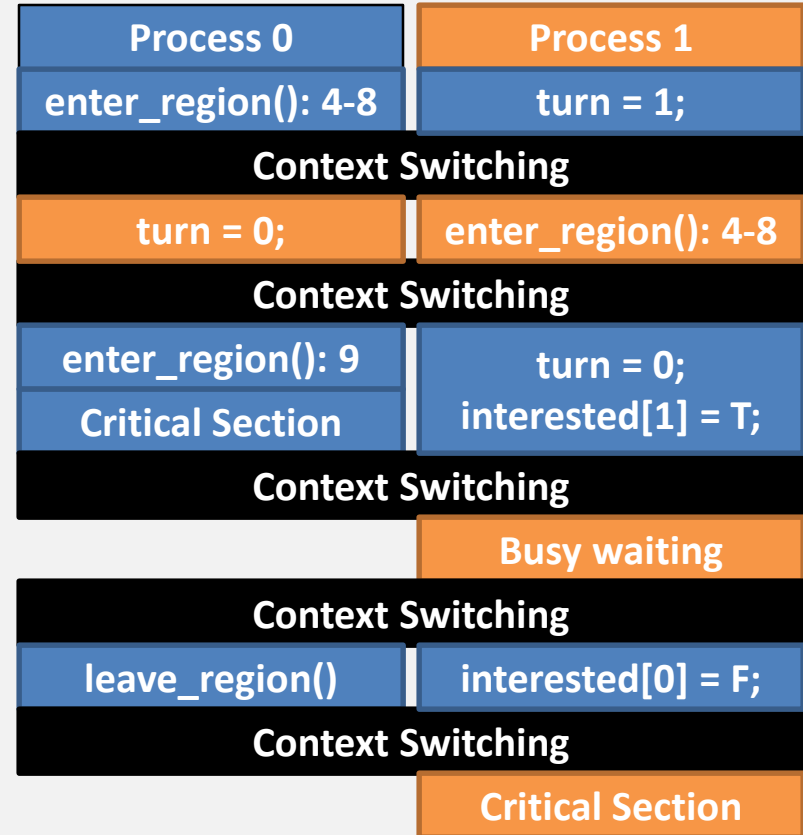 Process 0
Process 1
enter_region(): 4-8
turn = 1;
Context Switching
turn = 0;
enter_region(): 4-8
Context Switching
enter_region(): 9
Critical Section
turn = 0;
interested[1] = T;
Context Switching
Busy waiting
Context Switching
leave_region()
interested[0] = F;
Context Switching
Critical Section